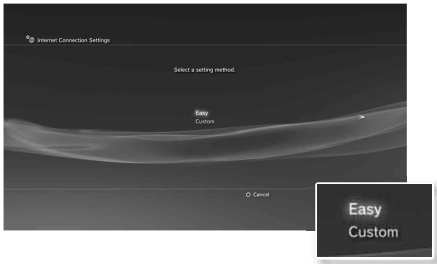 Internet Connection Settings
Select a setting method.
Easy
Custom
Cancel
Easy
Custom